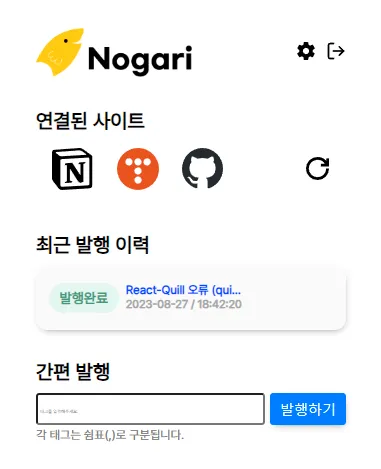 Nogari
연결된 사이트
N
최근 발행 이력
발행완료
React-Quill 오류 (qui...
2023-08-27 / 18:42:20
간편 발행
발행하기
각 태그는 쉼표(,)로 구분됩니다.